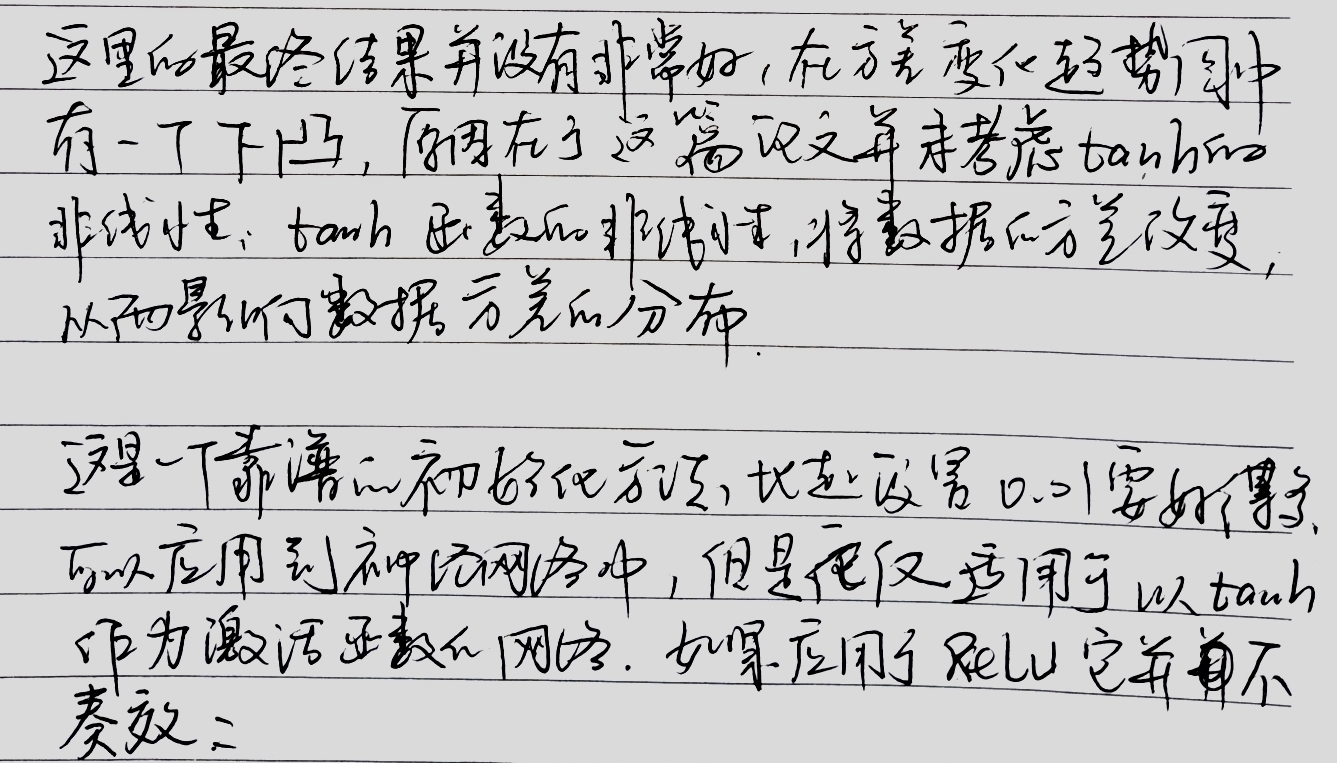 这里的最终结果并没有非常好,在方差变化趋势图中
有一个下凹,原因在于这篇论文并未考虑tanh的
非线性,tanh函数的非线性,将数据的方差改变,
从而影响数据方差的分布.
这是一个靠谱的初始化方法,比起设置0.01要好得多,
可以应用到神经网络中,但是它仅适用于以tanh
作为激活函数的网络.如果应用于ReLU它并不
奏效: